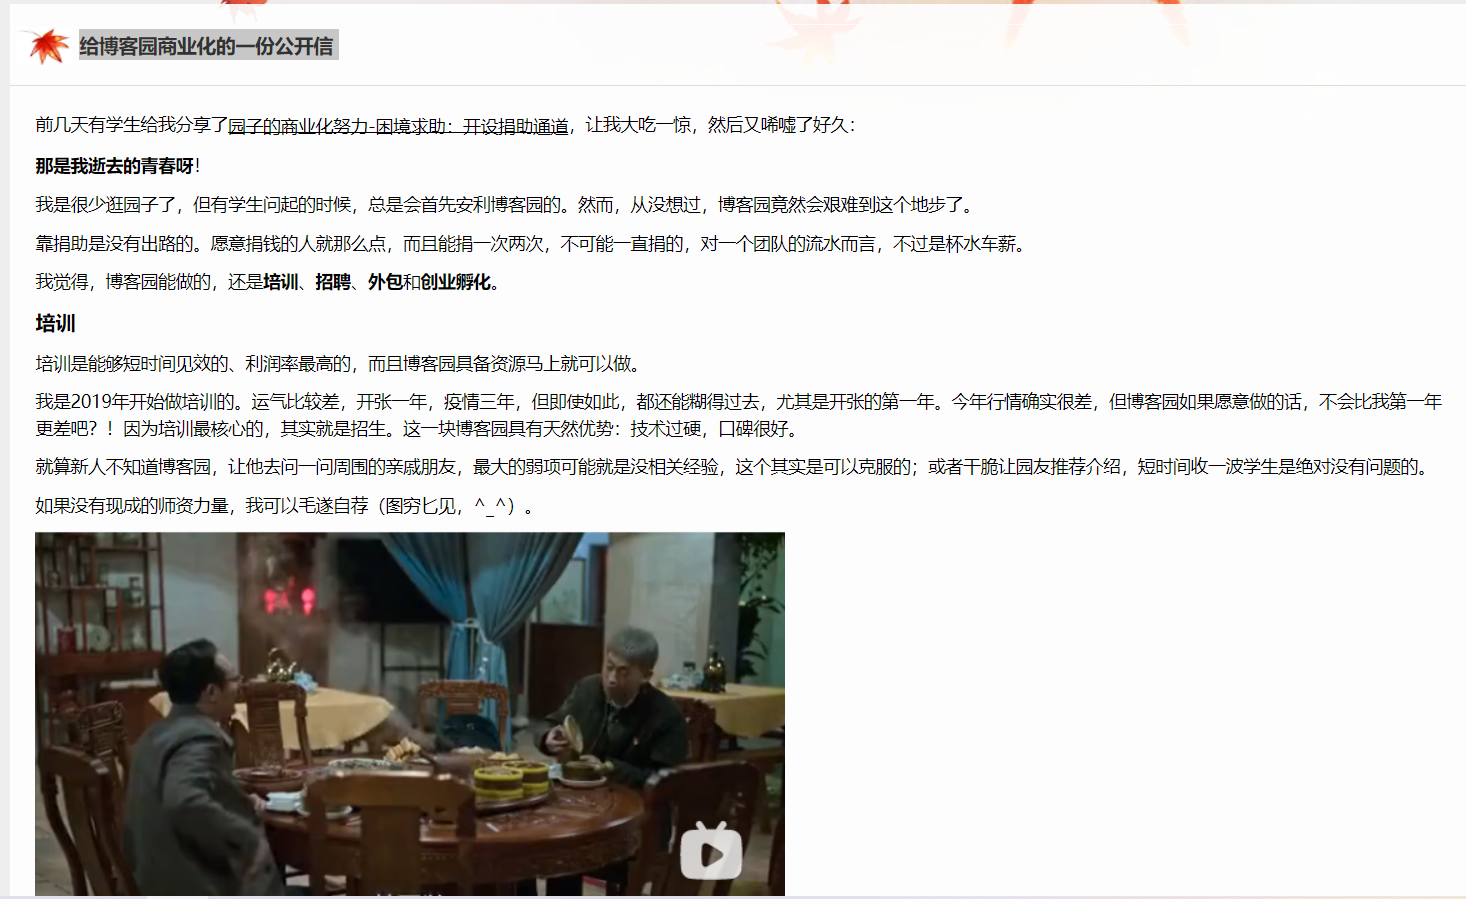 给博客园商业化的一份公开信
前几天有学生给我分享了园子的商业化努力-困境求助：开设捐助通道，让我大吃一惊，然后又唏嘘了好久：
那是我逝去的青春呀！
我是很少逛园子了，但有学生问起的时候，总是会首先安利博客园的。然而，从没想过，博客园竟然会艰难到这个地步了。
靠捐助是没有出路的。愿意捐钱的人就那么点，而且能捐一次两次，不可能一直捐的，对一个团队的流水而言，不过是杯水车薪。
我觉得，博客园能做的，还是培训、招聘、外包和创业孵化。
培训
培训是能够短时间见效的、利润率最高的，而且博客园具备资源马上就可以做。
我是2019年开始做培训的。运气比较差，开张一年，疫情三年，但即使如此，都还能糊得过去，尤其是开张的第一年。今年行情确实很差，但博客园如果愿意做的话，不会比我第一年
更差吧？！因为培训最核心的，其实就是招生。这一块博客园具有天然优势：技术过硬，口碑很好。
就算新人不知道博客园，让他去问一问周围的亲戚朋友，最大的弱项可能就是没相关经验，这个其实是可以克服的；或者干脆让园友推荐介绍，短时间收一波学生是绝对没有问题的。
如果没有现成的师资力量，我可以毛遂自荐（图穷匕见，^_^）。